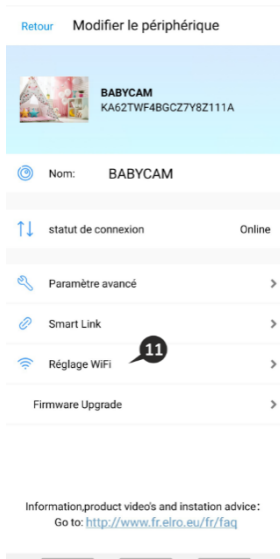 Retour Modifier le périphérique
BABYCAM
KA62TWF4BGCZ7Y8Z111A
Nom: BABYCAM
statut de connexion Online
Paramètre avancé
Smart Link
11
Réglage WiFi
Firmware Upgrade
Information,product video's and instation advice:
Go to: http://www.fr.elro.eu/fr/faq